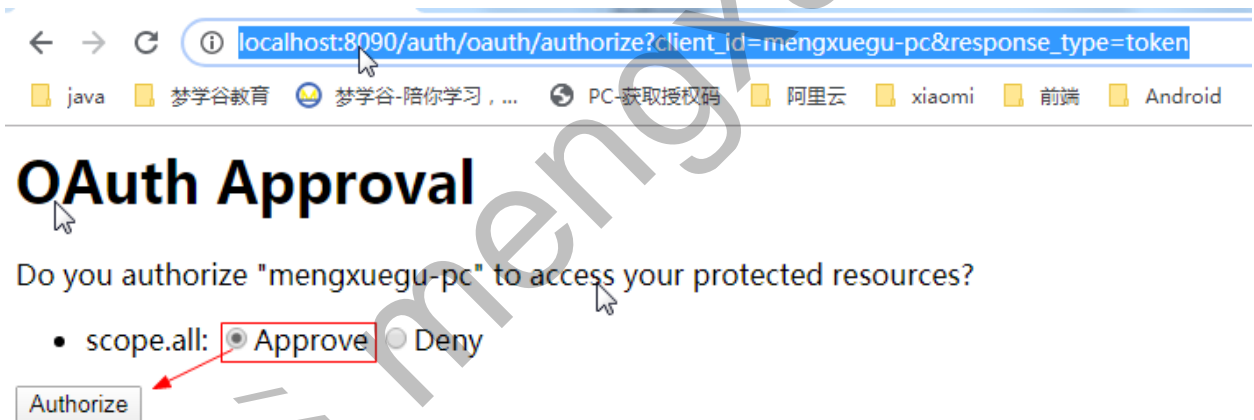 localhost:8090/auth/oauth/authorize?client_id=mengxuegu-pc&response_type=token
java 梦学谷教育 梦学谷-陪你学习，... PC-获取授权码 阿里云 xiaomi 前端 Android
OAuth Approval
Do you authorize "mengxuegu-pc" to access your protected resources?
scope.all: Approve Deny
Authorize